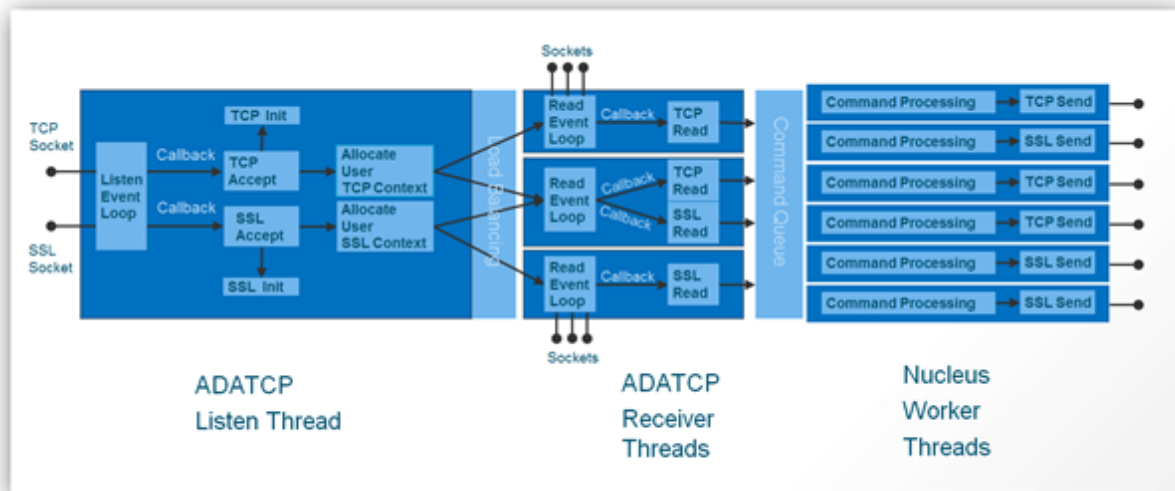 Sockets
TCP
Socket
SSL
Socket
Listen
Event
Loop
Callback
Callback
TCP Init
TCP
Accept
SSL
Accept
SSL Init
Allocate
User
TCP Context
Allocate
User
SSL Context
Load Balancing
Read
Event
Loop
Callback
TCP
Read
Read
Event
Loop
Callback
Callback
TCP
Read
SSL
Read
Read
Event
Loop
Callback
SSL
Read
Sockets
Command Queue
Command Processing TCP Send
Command Processing SSL Send
Command Processing TCP Send
Command Processing TCP Send
Command Processing SSL Send
Command Processing SSL Send
ADATCP
Listen Thread
ADATCP
Receiver
Threads
Nucleus
Worker
Threads